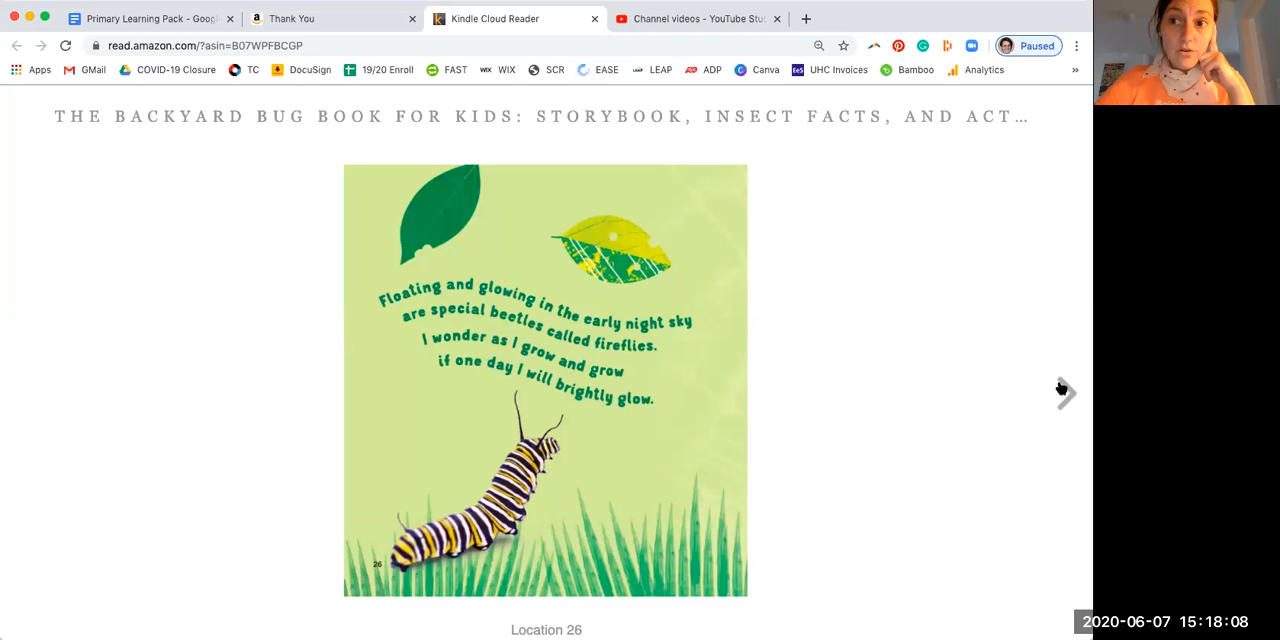 Primary Learning Pack - Googl
Thank You
Kindle Cloud Reader
Channel videos - YouTube Stu
read.amazon.com/?asin=B07WPFBCGP
Paused
Apps
GMail
COVID-19 Closure
TC
DocuSign
19/20 Enroll
FAST
WIX WIX
SCR
EASE
LEAP
ADP ADP
Canva
EeS UHC Invoices
Bamboo
Analytics
THE BACKYARD BUG BOOK FOR KIDS: STORYBOOK, INSECT FACTS, AND ACT…
Floating and glowing in the early night sky
are special beetles called fireflies.
I wonder as I grow and grow
if one day I will brightly glow.
26
Location 26
2020-06-07 15:18:08